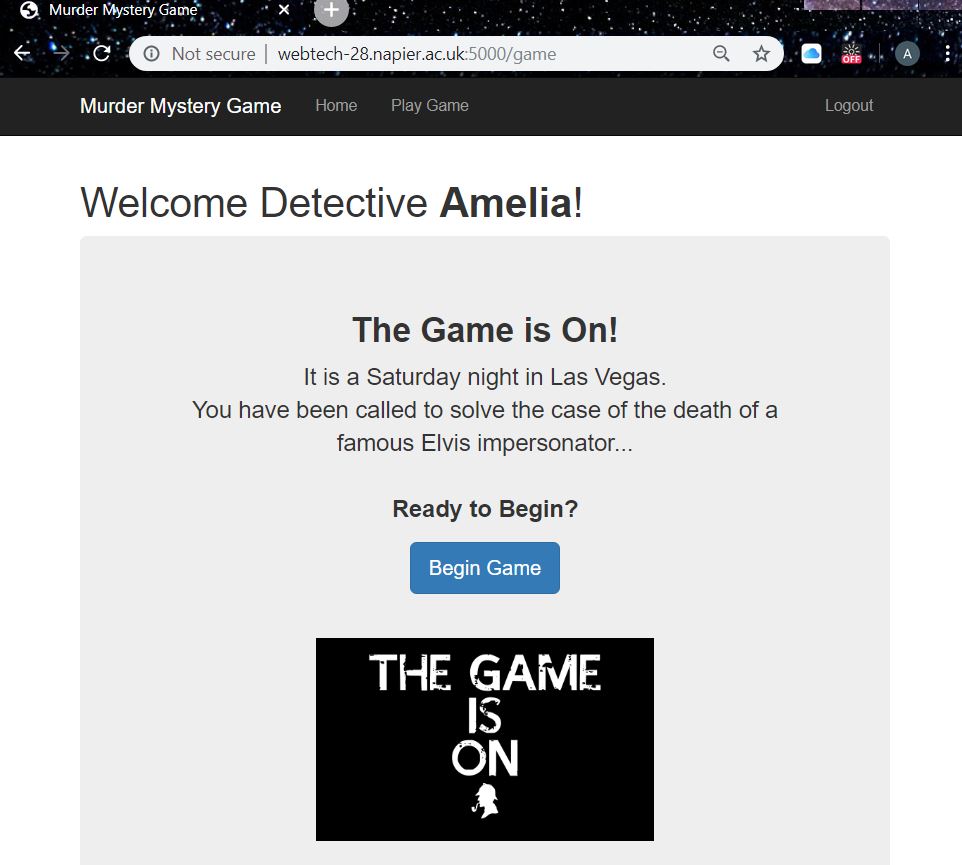 Murder Mystery Game
Not secure | webtech-28.napier.ac.uk:5000/game
OFF
A
Murder Mystery Game Home Play Game Logout
Welcome Detective Amelia!
The Game is On!
It is a Saturday night in Las Vegas.
You have been called to solve the case of the death of a
famous Elvis impersonator...
Ready to Begin?
Begin Game
THE GAME
IS
ON